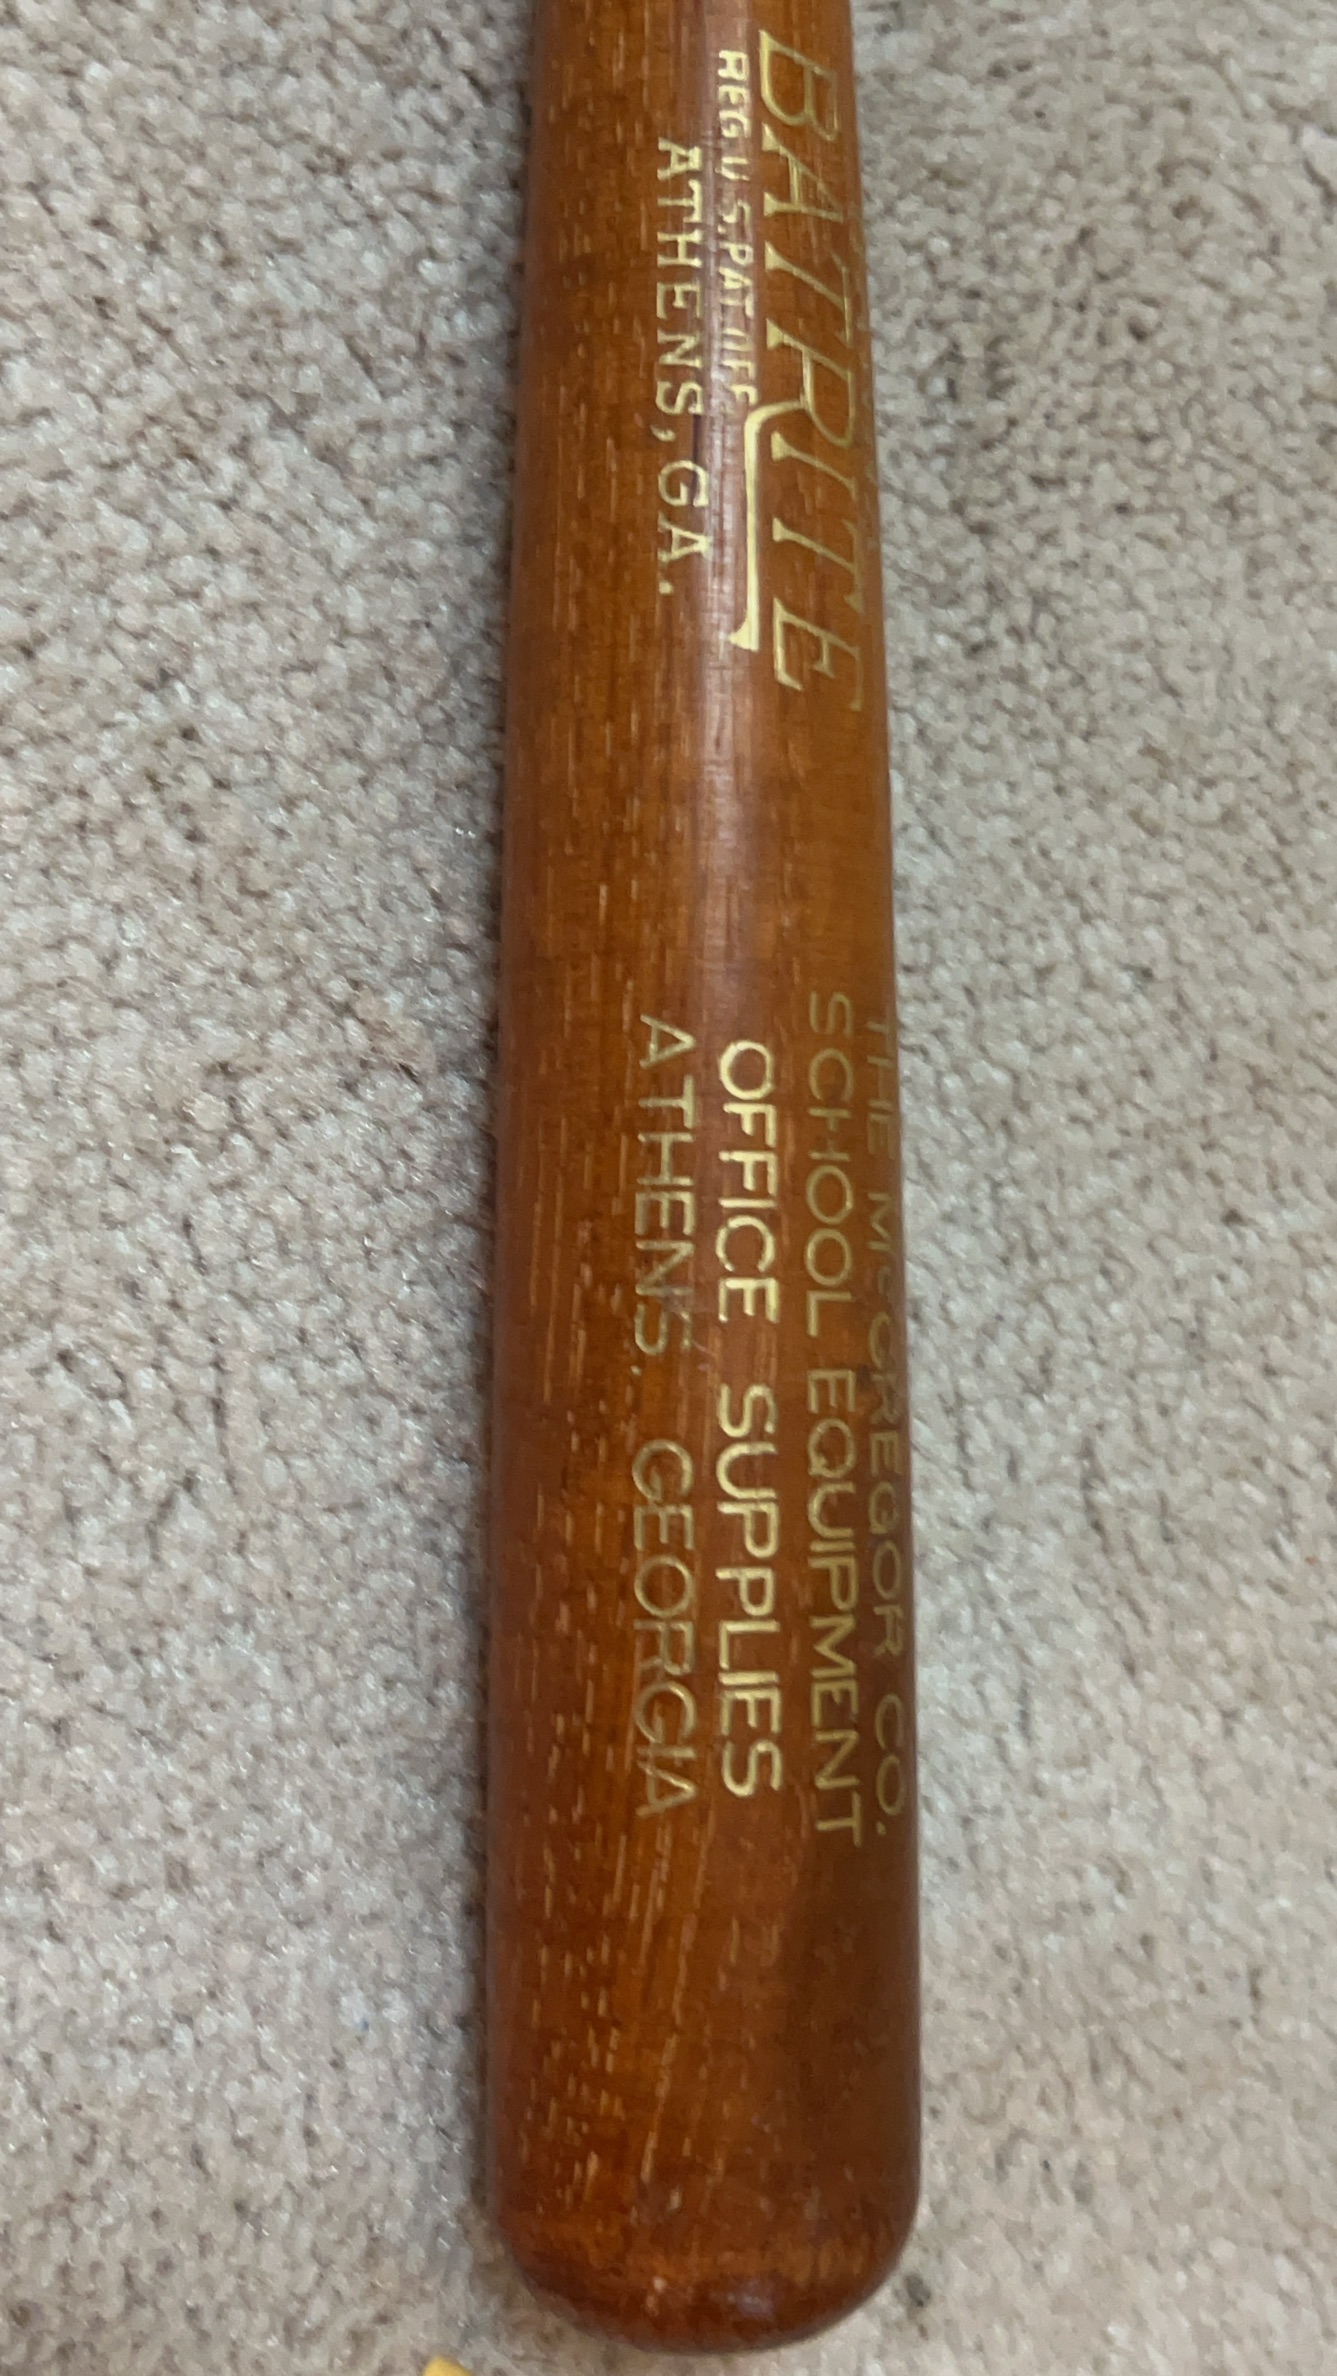 BATRITE
REG. U.S. PAT. OFF.
ATHENS, GA.
THE McGREGOR CO.
SCHOOL EQUIPMENT
OFFICE SUPPLIES
ATHENS, GEORGIA